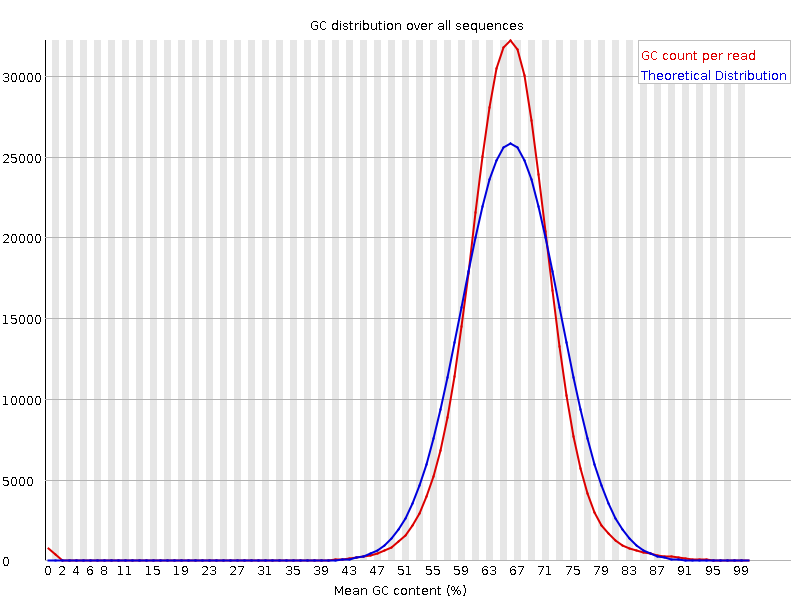 GC distribution over all sequences
GC count per read
Theoretical Distribution
30000
25000
20000
15000
10000
5000
0
0 2 4 6 8 11 15 19 23 27 31 35 39 43 47 51 55 59 63 67 71 75 79 83 87 91 95 99
Mean GC content (%)